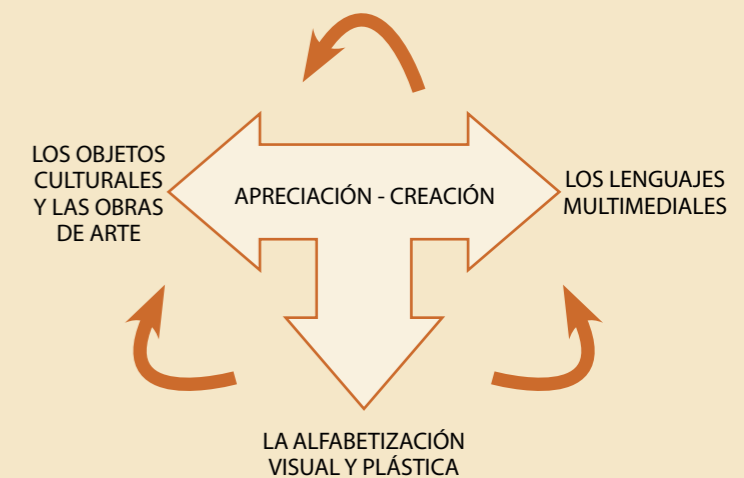 LOS OBJETOS
CULTURALES
Y LAS OBRAS
DE ARTE
APRECIACIÓN - CREACIÓN
LOS LENGUAJES
MULTIMEDIALES
LA ALFABETIZACIÓN
VISUAL Y PLÁSTICA